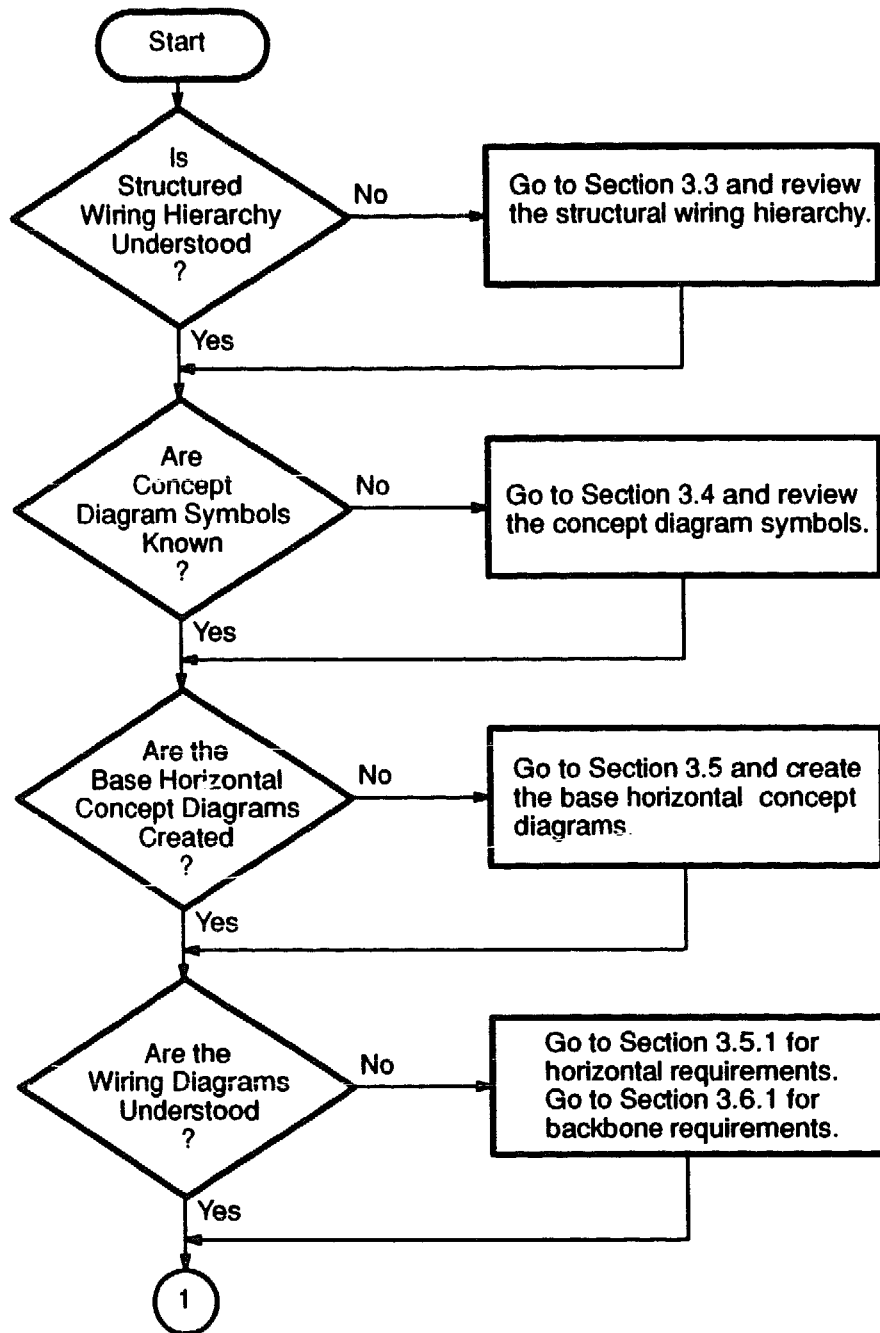 Start
Is
Structured
Wiring Hierarchy
Understood
?
No
Go to Section 3.3 and review
the structural wiring hierarchy.
Yes
Are
Concept
Diagram Symbols
Known
?
No
Go to Section 3.4 and review
the concept diagram symbols.
Yes
Are the
Base Horizontal
Concept Diagrams
Created
?
No
Go to Section 3.5 and create
the base horizontal concept
diagrams.
Yes
Are the
Wiring Diagrams
Understood
?
No
Go to Section 3.5.1 for
horizontal requirements.
Go to Section 3.6.1 for
backbone requirements.
Yes
1